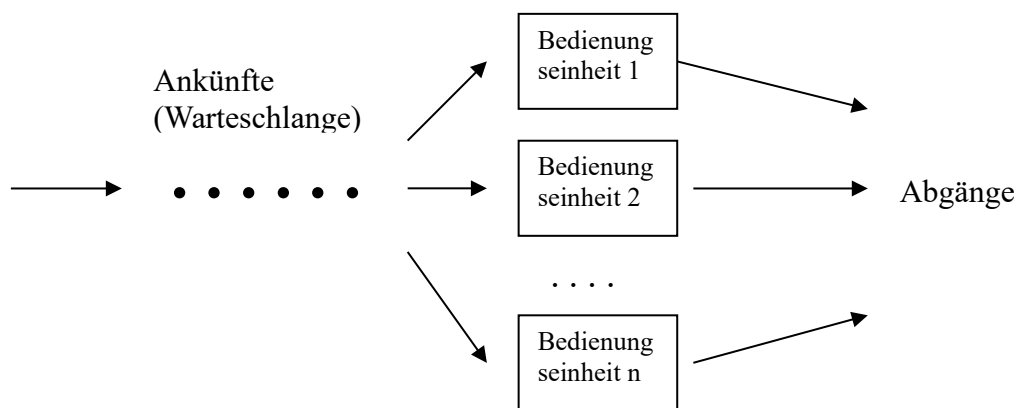 Ankünfte
(Warteschlange)
Bedienung
seinheit 1
Bedienung
seinheit 2
. . . .
Bedienung
seinheit n
Abgänge